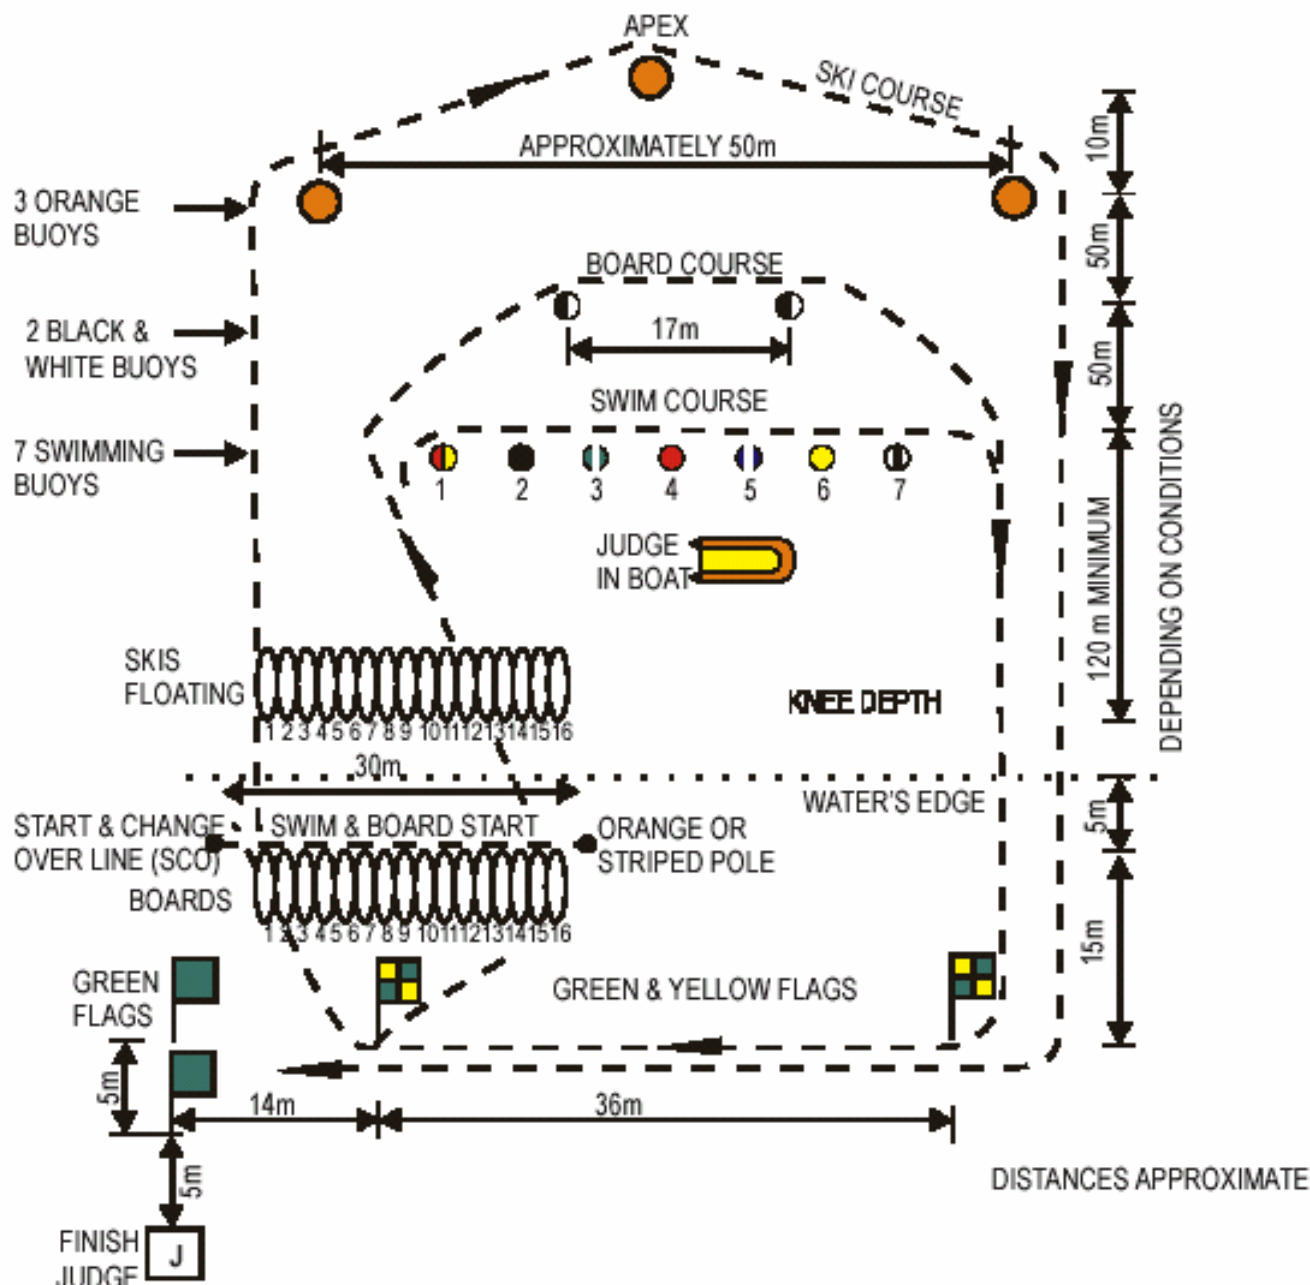 APEX
SKI COURSE
10m
APPROXIMATELY 50m
3 ORANGE
BUOYS
50m
BOARD COURSE
2 BLACK &
WHITE BUOYS
17m
50m
SWIM COURSE
7 SWIMMING
BUOYS
1 2 3 4 5 6 7
JUDGE
IN BOAT
120 m MINIMUM
DEPENDING ON CONDITIONS
SKIS
FLOATING
KNEE DEPTH
1 2 3 4 5 6 7 8 9 10 11 12 13 14 15 16
30m
WATER'S EDGE
5m
START & CHANGE
OVER LINE (SCO)
SWIM & BOARD START
ORANGE OR
STRIPED POLE
BOARDS
1 2 3 4 5 6 7 8 9 10 11 12 13 14 15 16
15m
GREEN
FLAGS
GREEN & YELLOW FLAGS
5m
14m
36m
5m
DISTANCES APPROXIMATE
FINISH
JUDGE
J